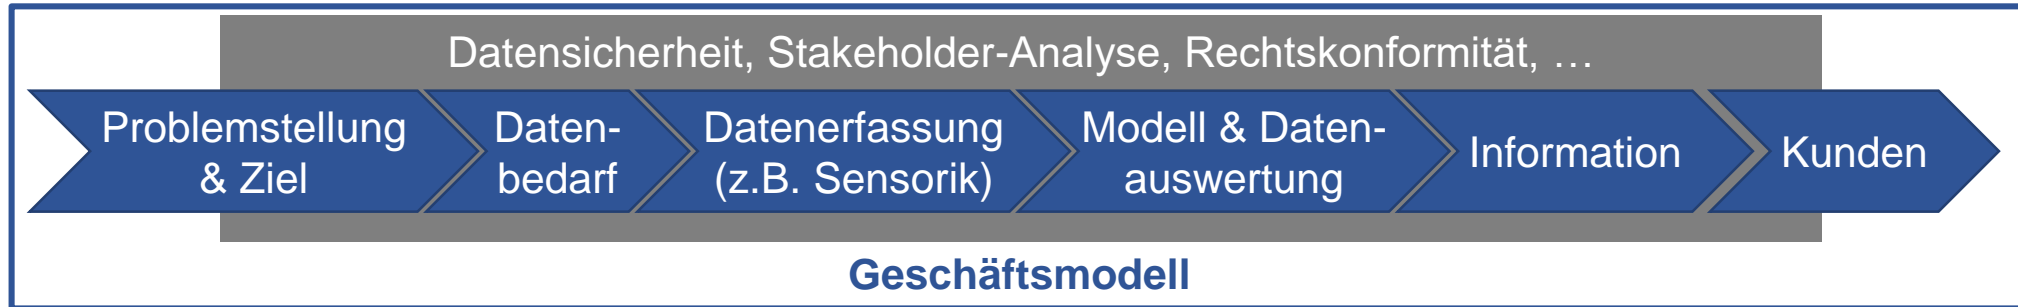 Datensicherheit, Stakeholder-Analyse, Rechtskonformität, …
Problemstellung
& Ziel
Daten-
bedarf
Datenerfassung
(z.B. Sensorik)
Modell & Daten-
auswertung
Information
Kunden
Geschäftsmodell